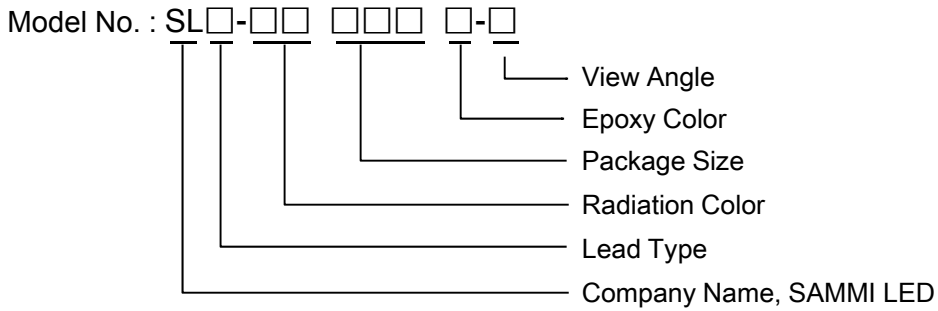 Model No. : SL□-□□ □□□ □-□
View Angle
Epoxy Color
Package Size
Radiation Color
Lead Type
Company Name, SAMMI LED